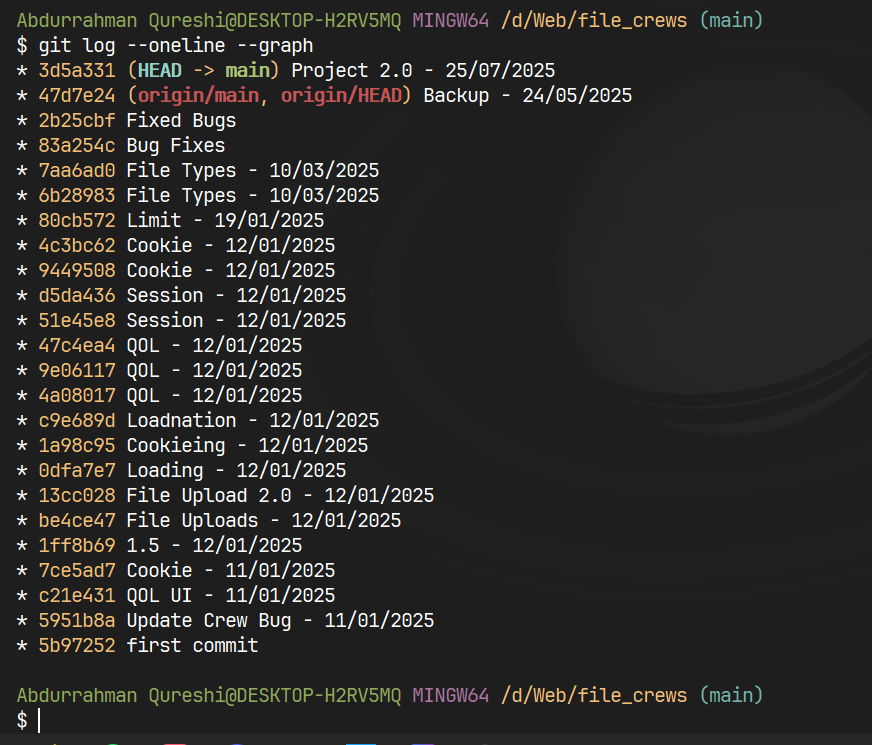 Abdurrahman Qureshi@DESKTOP-H2RV5MQ MINGW64 /d/Web/file_crews (main)
$ git log --oneline --graph
* 3d5a331 (HEAD -> main) Project 2.0 - 25/07/2025
* 47d7e24 (origin/main, origin/HEAD) Backup - 24/05/2025
* 2b25cbf Fixed Bugs
* 83a254c Bug Fixes
* 7aa6ad0 File Types - 10/03/2025
* 6b28983 File Types - 10/03/2025
* 80cb572 Limit - 19/01/2025
* 4c3bc62 Cookie - 12/01/2025
* 9449508 Cookie - 12/01/2025
* d5da436 Session - 12/01/2025
* 51e45e8 Session - 12/01/2025
* 47c4ea4 QOL - 12/01/2025
* 9e06117 QOL - 12/01/2025
* 4a08017 QOL - 12/01/2025
* c9e689d Loadnation - 12/01/2025
* 1a98c95 Cookieing - 12/01/2025
* 0dfa7e7 Loading - 12/01/2025
* 13cc028 File Upload 2.0 - 12/01/2025
* be4ce47 File Uploads - 12/01/2025
* 1ff8b69 1.5 - 12/01/2025
* 7ce5ad7 Cookie - 11/01/2025
* c21e431 QOL UI - 11/01/2025
* 5951b8a Update Crew Bug - 11/01/2025
* 5b97252 first commit
Abdurrahman Qureshi@DESKTOP-H2RV5MQ MINGW64 /d/Web/file_crews (main)
$